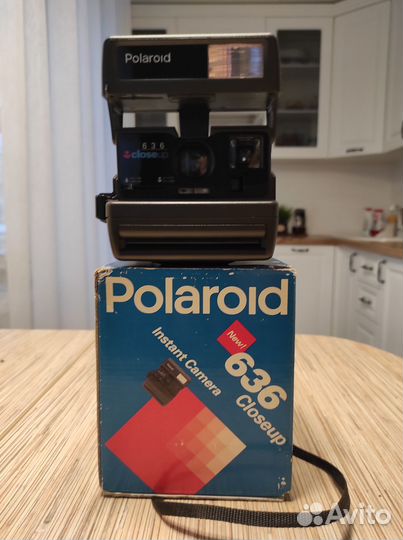 Polaroid
636
closeup
Polaroid
New!
Instant Camera
636
Closeup
Avito